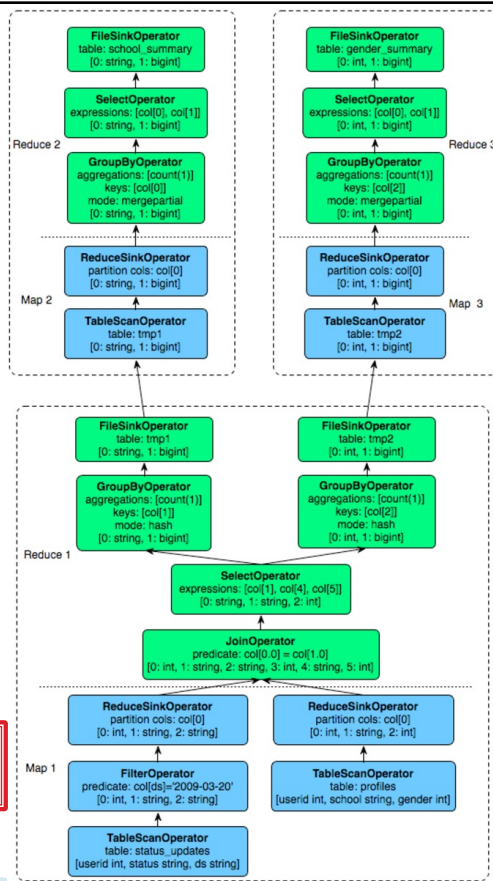 FileSinkOperator
table: school_summary
[0: string, 1: bigint]
SelectOperator
expressions: [col[0], col[1]]
[0: string, 1: bigint]
Reduce 2
GroupByOperator
aggregations: [count(1)]
keys: [col[0]]
mode: mergepartial
[0: string, 1: bigint]
ReduceSinkOperator
partition cols: col[0]
[0: string, 1: bigint]
Map 2
TableScanOperator
table: tmp1
[0: string, 1: bigint]
FileSinkOperator
table: gender_summary
[0: int, 1: bigint]
SelectOperator
expressions: [col[0], col[1]]
[0: int, 1: bigint]
Reduce 3
GroupByOperator
aggregations: [count(1)]
keys: [col[2]]
mode: mergepartial
[0: int, 1: bigint]
ReduceSinkOperator
partition cols: col[0]
[0: int, 1: bigint]
Map 3
TableScanOperator
table: tmp2
[0: int, 1: bigint]
FileSinkOperator
table: tmp1
[0: string, 1: bigint]
GroupByOperator
aggregations: [count(1)]
keys: [col[1]]
mode: hash
[0: string, 1: bigint]
FileSinkOperator
table: tmp2
[0: int, 1: bigint]
GroupByOperator
aggregations: [count(1)]
keys: [col[2]]
mode: hash
[0: int, 1: bigint]
Reduce 1
SelectOperator
expressions: [col[1], col[4], col[5]]
[0: string, 1: string, 2: int]
JoinOperator
predicate: col[0.0] = col[1.0]
[0: int, 1: string, 2: string, 3: int, 4: string, 5: int]
ReduceSinkOperator
partition cols: col[0]
[0: int, 1: string, 2: string]
ReduceSinkOperator
partition cols: col[0]
[0: int, 1: string, 2: int]
Map 1
FilterOperator
predicate: col[ds]='2009-03-20'
[0: int, 1: string, 2: string]
TableScanOperator
table: profiles
[userid int, school string, gender int]
TableScanOperator
table: status_updates
[userid int, status string, ds string]